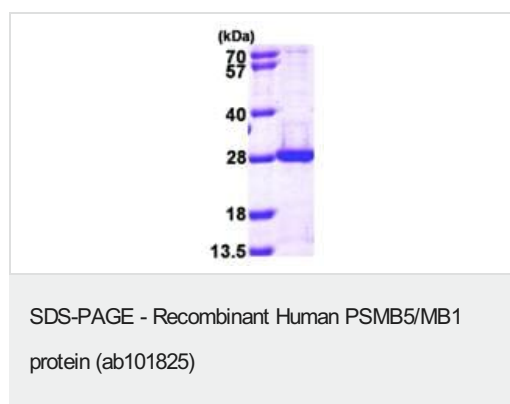 (kDa)
70
57
40
28
18
13.5
SDS-PAGE - Recombinant Human PSMB5/MB1
protein (ab101825)